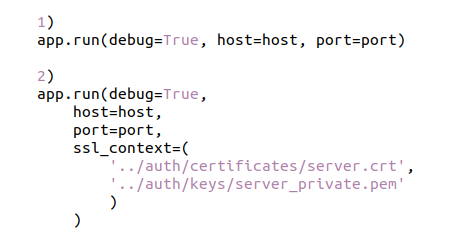 1)
app.run(debug=True, host=host, port=port)
2)
app.run(debug=True,
    host=host,
    port=port,
    ssl_context=(
        '../auth/certificates/server.crt',
        '../auth/keys/server_private.pem'
        )
    )